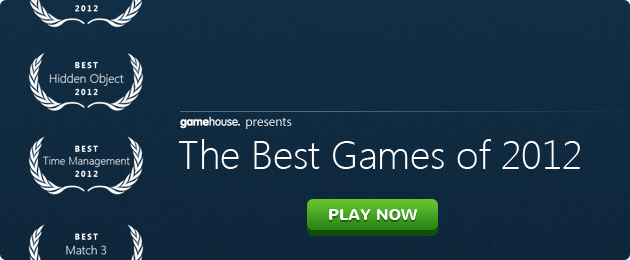 2012
BEST
Hidden Object
2012
BEST
Time Management
2012
BEST
Match 3
gamehouse. presents
The Best Games of 2012
PLAY NOW